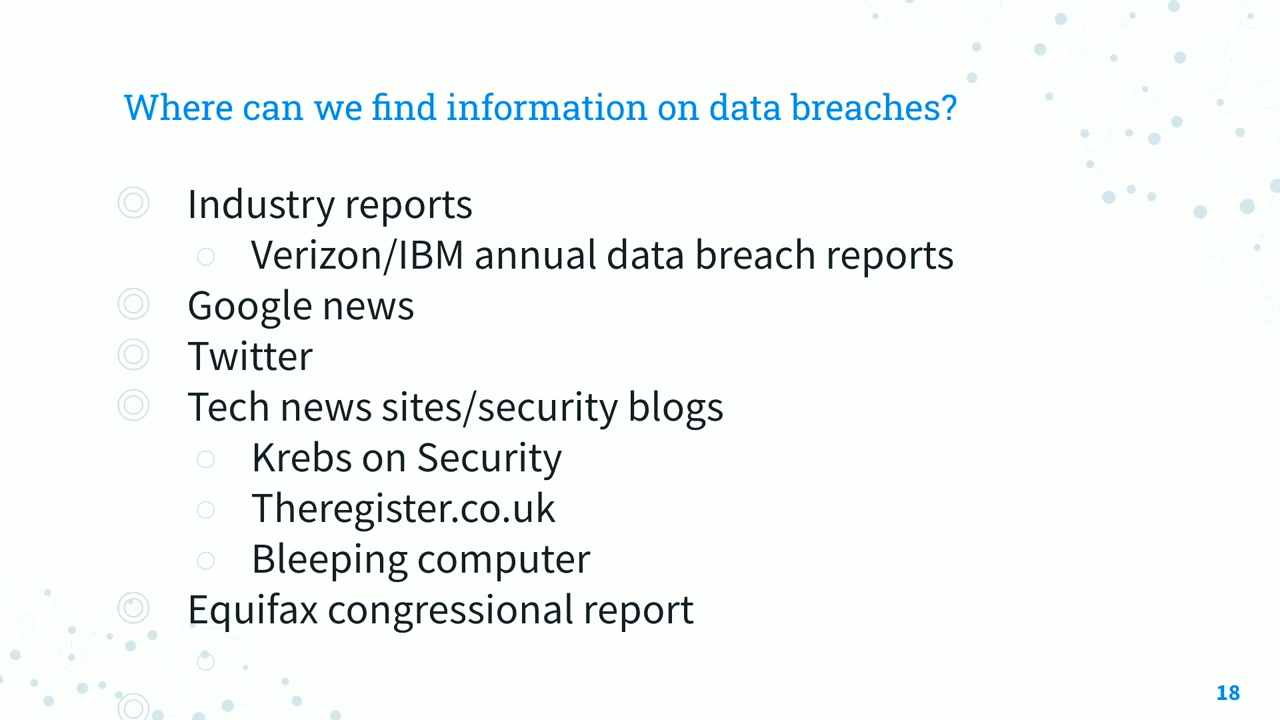 Where can we find information on data breaches?
Industry reports
Verizon/IBM annual data breach reports
Google news
Twitter
Tech news sites/security blogs
Krebs on Security
Theregister.co.uk
Bleeping computer
Equifax congressional report
18